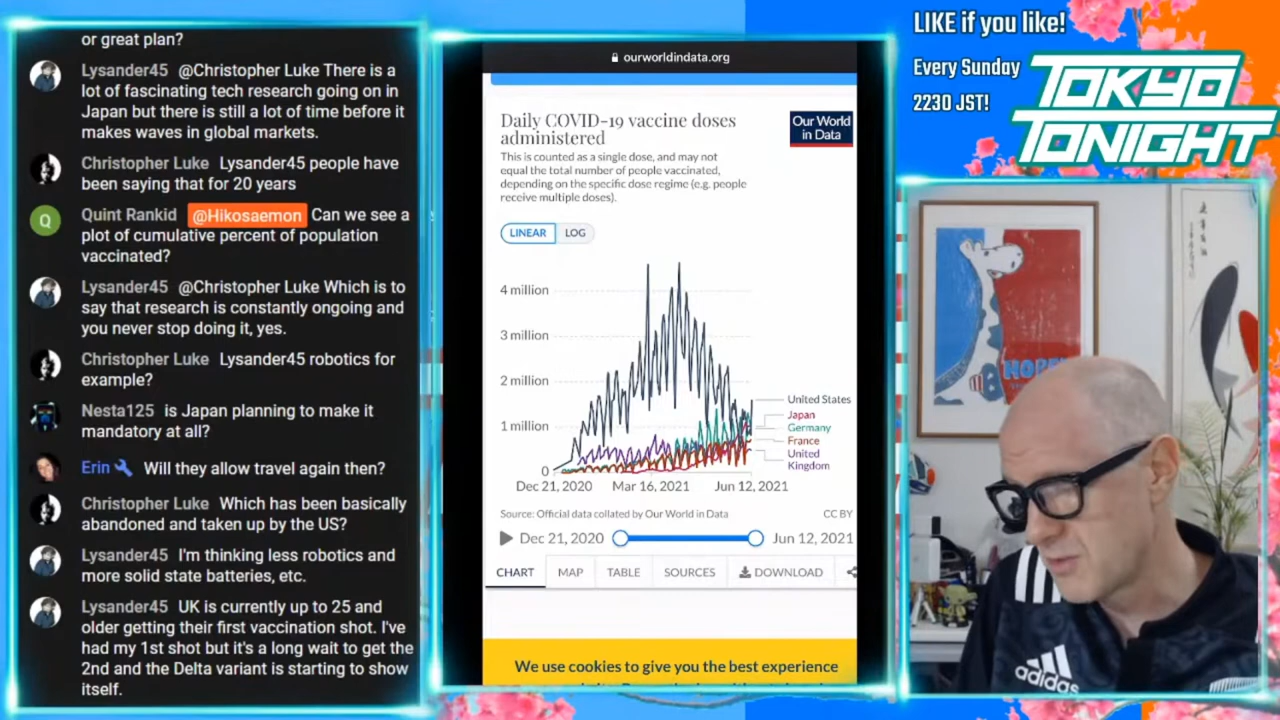 or great plan?
Lysander45 @Christopher Luke There is a
lot of fascinating tech research going on in
Japan but there is still a lot of time before it
makes waves in global markets.
Christopher Luke Lysander45 people have
been saying that for 20 years
Q
Quint Rankid @Hikosaemon Can we see a
plot of cumulative percent of population
vaccinated?
Lysander45 @Christopher Luke Which is to
say that research is constantly ongoing and
you never stop doing it, yes.
Christopher Luke Lysander45 robotics for
example?
Nesta125 is Japan planning to make it
mandatory at all?
Erin Will they allow travel again then?
Christopher Luke Which has been basically
abandoned and taken up by the US?
Lysander45 I'm thinking less robotics and
more solid state batteries, etc.
Lysander45 UK is currently up to 25 and
older getting their first vaccination shot. I've
had my 1st shot but it's a long wait to get the
2nd and the Delta variant is starting to show
itself.
ourworldindata.org
Daily COVID-19 vaccine doses
administered
Our World
in Data
This is counted as a single dose, and may not
equal the total number of people vaccinated,
depending on the specific dose regime (e.g. people
receive multiple doses).
LINEAR LOG
4 million
3 million
2 million
1 million
0
United States
Japan
Germany
France
United
Kingdom
Dec 21, 2020 Mar 16, 2021 Jun 12, 2021
Source: Official data collated by Our World in Data CC BY
Dec 21, 2020 Jun 12, 2021
CHART MAP TABLE SOURCES DOWNLOAD
We use cookies to give you the best experience
LIKE if you like!
Every Sunday
2230 JST!
TOKYO
TONIGHT
adidas